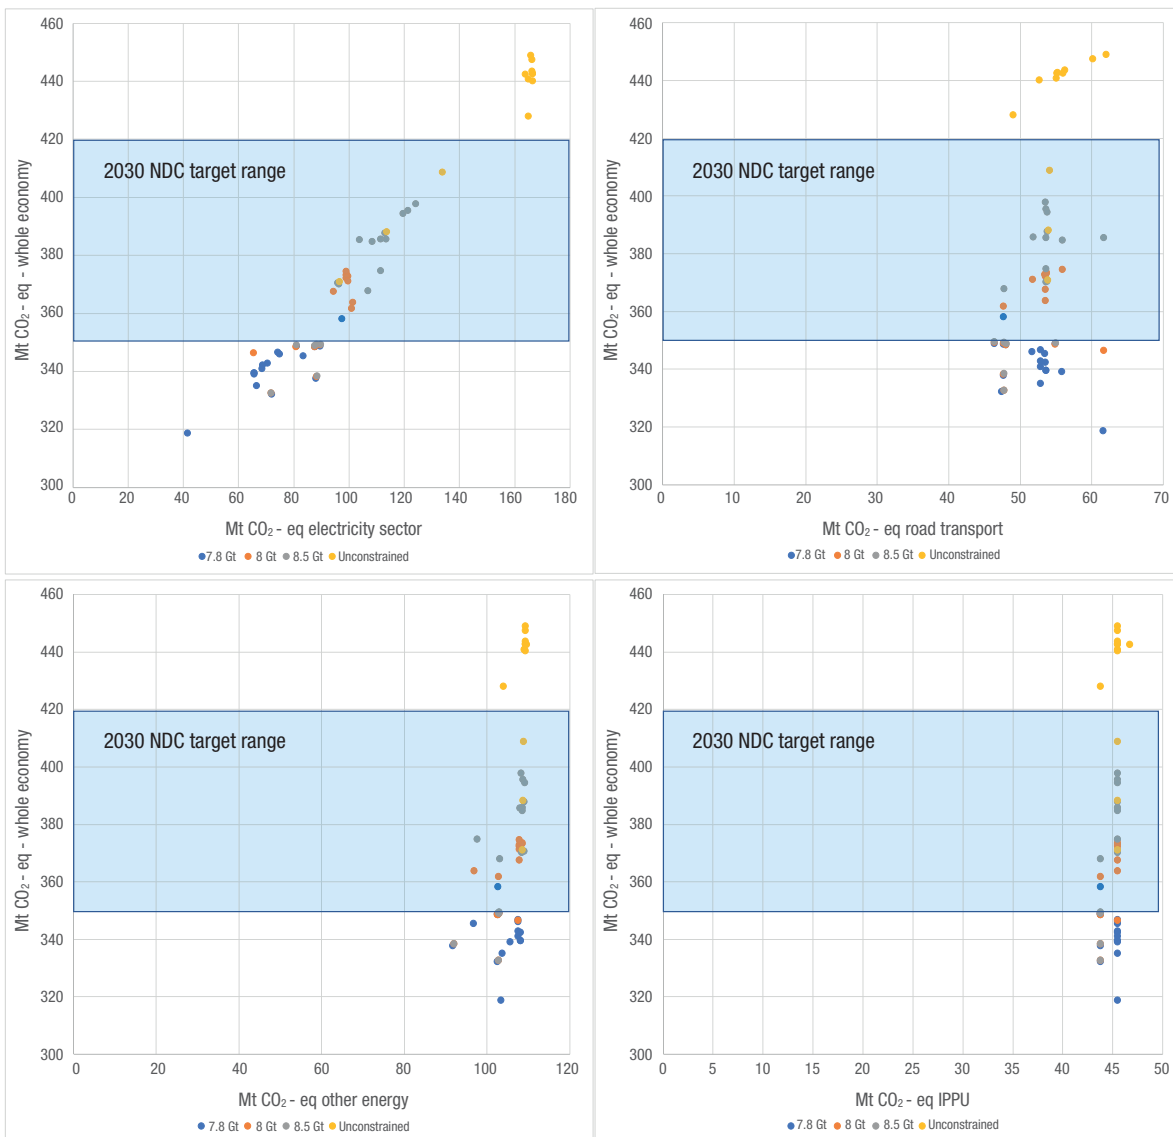 460
440
420
400
380
360
340
320
300
Mt CO₂ - eq - whole economy
2030 NDC target range
0 20 40 60 80 100 120 140 160 180
Mt CO₂ - eq electricity sector
7.8 Gt 8 Gt 8.5 Gt Unconstrained
460
440
420
400
380
360
340
320
300
Mt CO₂ - eq - whole economy
2030 NDC target range
0 10 20 30 40 50 60 70
Mt CO₂ - eq road transport
7.8 Gt 8 Gt 8.5 Gt Unconstrained
460
440
420
400
380
360
340
320
300
Mt CO₂ - eq - whole economy
2030 NDC target range
0 20 40 60 80 100 120
Mt CO₂ - eq other energy
7.8 Gt 8 Gt 8.5 Gt Unconstrained
460
440
420
400
380
360
340
320
300
Mt CO₂ - eq - whole economy
2030 NDC target range
0 5 10 15 20 25 30 35 40 45 50
Mt CO₂ - eq IPPU
7.8 Gt 8 Gt 8.5 Gt Unconstrained